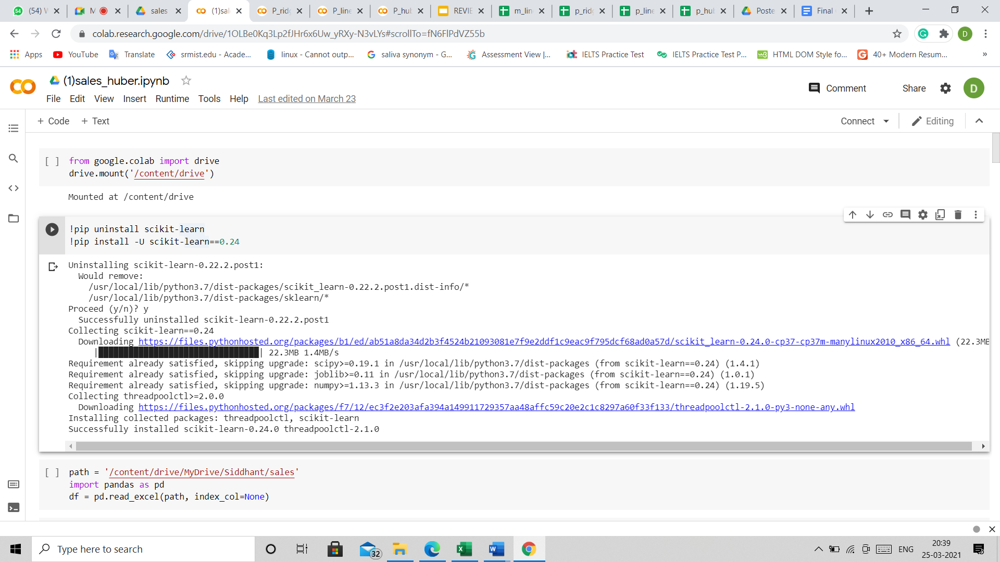 (54) W
M
sales
(1)sal
P_ridg
P_line
P_hub
REVIE
m_lin
p_ridg
p_line
p_hub
Poste
Final
colab.research.google.com/drive/1OLBe0Kq3Lp2fJHr6x6Uw_yRXy-N3vLYs#scrollTo=fN6FlPdVZ55b
D
Apps
YouTube
Translate
srmist.edu - Acade...
linux - Cannot outp...
saliva synonym - G...
Assessment View |...
IELTS Practice Test
IELTS Practice Test P...
HTML DOM Style fo...
40+ Modern Resum...
»
(1)sales_huber.ipynb
Comment
Share
D
File Edit View Insert Runtime Tools Help Last edited on March 23
+ Code + Text
Connect
Editing
[ ] from google.colab import drive
drive.mount('/content/drive')
Mounted at /content/drive
!pip uninstall scikit-learn
!pip install -U scikit-learn==0.24
Uninstalling scikit-learn-0.22.2.post1:
Would remove:
/usr/local/lib/python3.7/dist-packages/scikit_learn-0.22.2.post1.dist-info/*
/usr/local/lib/python3.7/dist-packages/sklearn/*
Proceed (y/n)? y
Successfully uninstalled scikit-learn-0.22.2.post1
Collecting scikit-learn==0.24
Downloading https://files.pythonhosted.org/packages/b1/ed/ab51a8da34d2b3f4524b21093081e7f9e2ddf1c9eac9f795dcf68ad0a57d/scikit_learn-0.24.0-cp37-cp37m-manylinux2010_x86_64.whl (22.3MB
|████████████████████████████████| 22.3MB 1.4MB/s
Requirement already satisfied, skipping upgrade: scipy>=0.19.1 in /usr/local/lib/python3.7/dist-packages (from scikit-learn==0.24) (1.4.1)
Requirement already satisfied, skipping upgrade: joblib>=0.11 in /usr/local/lib/python3.7/dist-packages (from scikit-learn==0.24) (1.0.1)
Requirement already satisfied, skipping upgrade: numpy>=1.13.3 in /usr/local/lib/python3.7/dist-packages (from scikit-learn==0.24) (1.19.5)
Collecting threadpoolctl>=2.0.0
Downloading https://files.pythonhosted.org/packages/f7/12/ec3f2e203afa394a149911729357aa48affc59c20e2c1c8297a60f33f133/threadpoolctl-2.1.0-py3-none-any.whl
Installing collected packages: threadpoolctl, scikit-learn
Successfully installed scikit-learn-0.24.0 threadpoolctl-2.1.0
[ ] path = '/content/drive/MyDrive/Siddhant/sales'
import pandas as pd
df = pd.read_excel(path, index_col=None)
Type here to search
32
ENG
20:39
25-03-2021